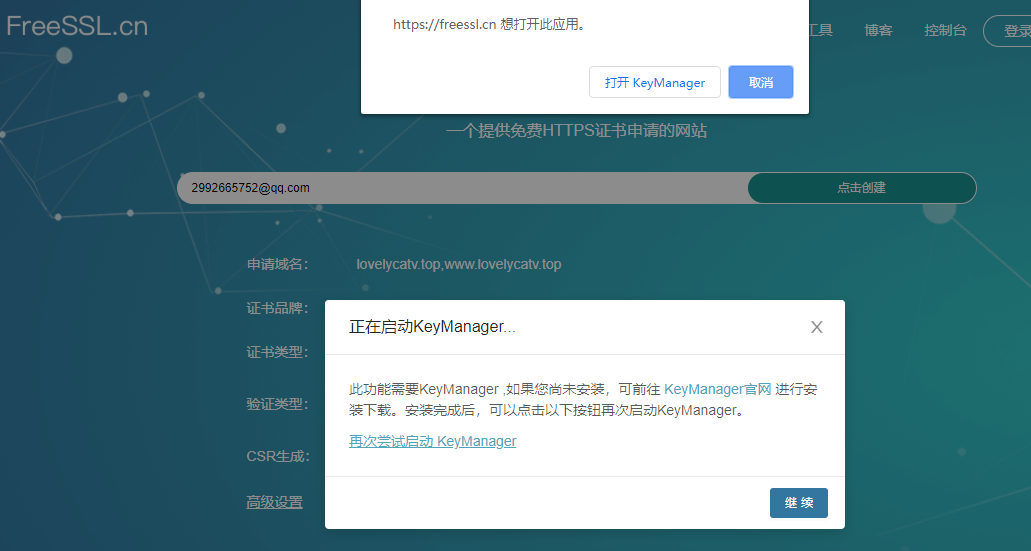 FreeSSL.cn
https://freessl.cn 想打开此应用。
工具
博客
控制台
登录
打开 KeyManager
取消
一个提供免费HTTPS证书申请的网站
2992665752@qq.com
点击创建
申请域名：
lovelycatv.top,www.lovelycatv.top
证书品牌：
正在启动KeyManager...
X
证书类型：
此功能需要KeyManager ,如果您尚未安装，可前往 KeyManager官网 进行安
验证类型：
装下载。安装完成后，可以点击以下按钮再次启动KeyManager。
再次尝试启动 KeyManager
CSR生成：
高级设置
继 续